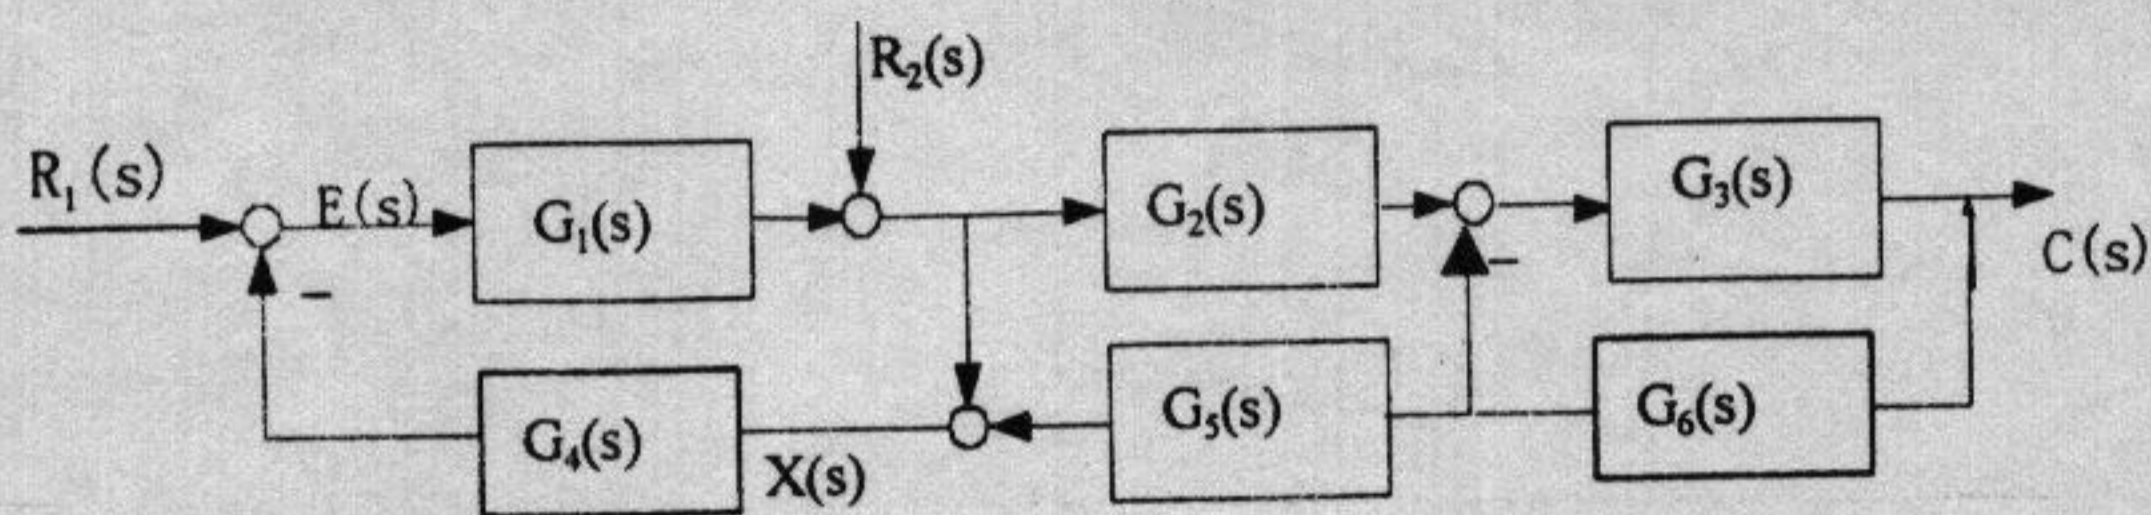 R₂(s)
R₁(s)
E(s)
G₁(s)
G₂(s)
G₃(s)
C(s)
−
−
G₄(s)
X(s)
G₅(s)
G₆(s)